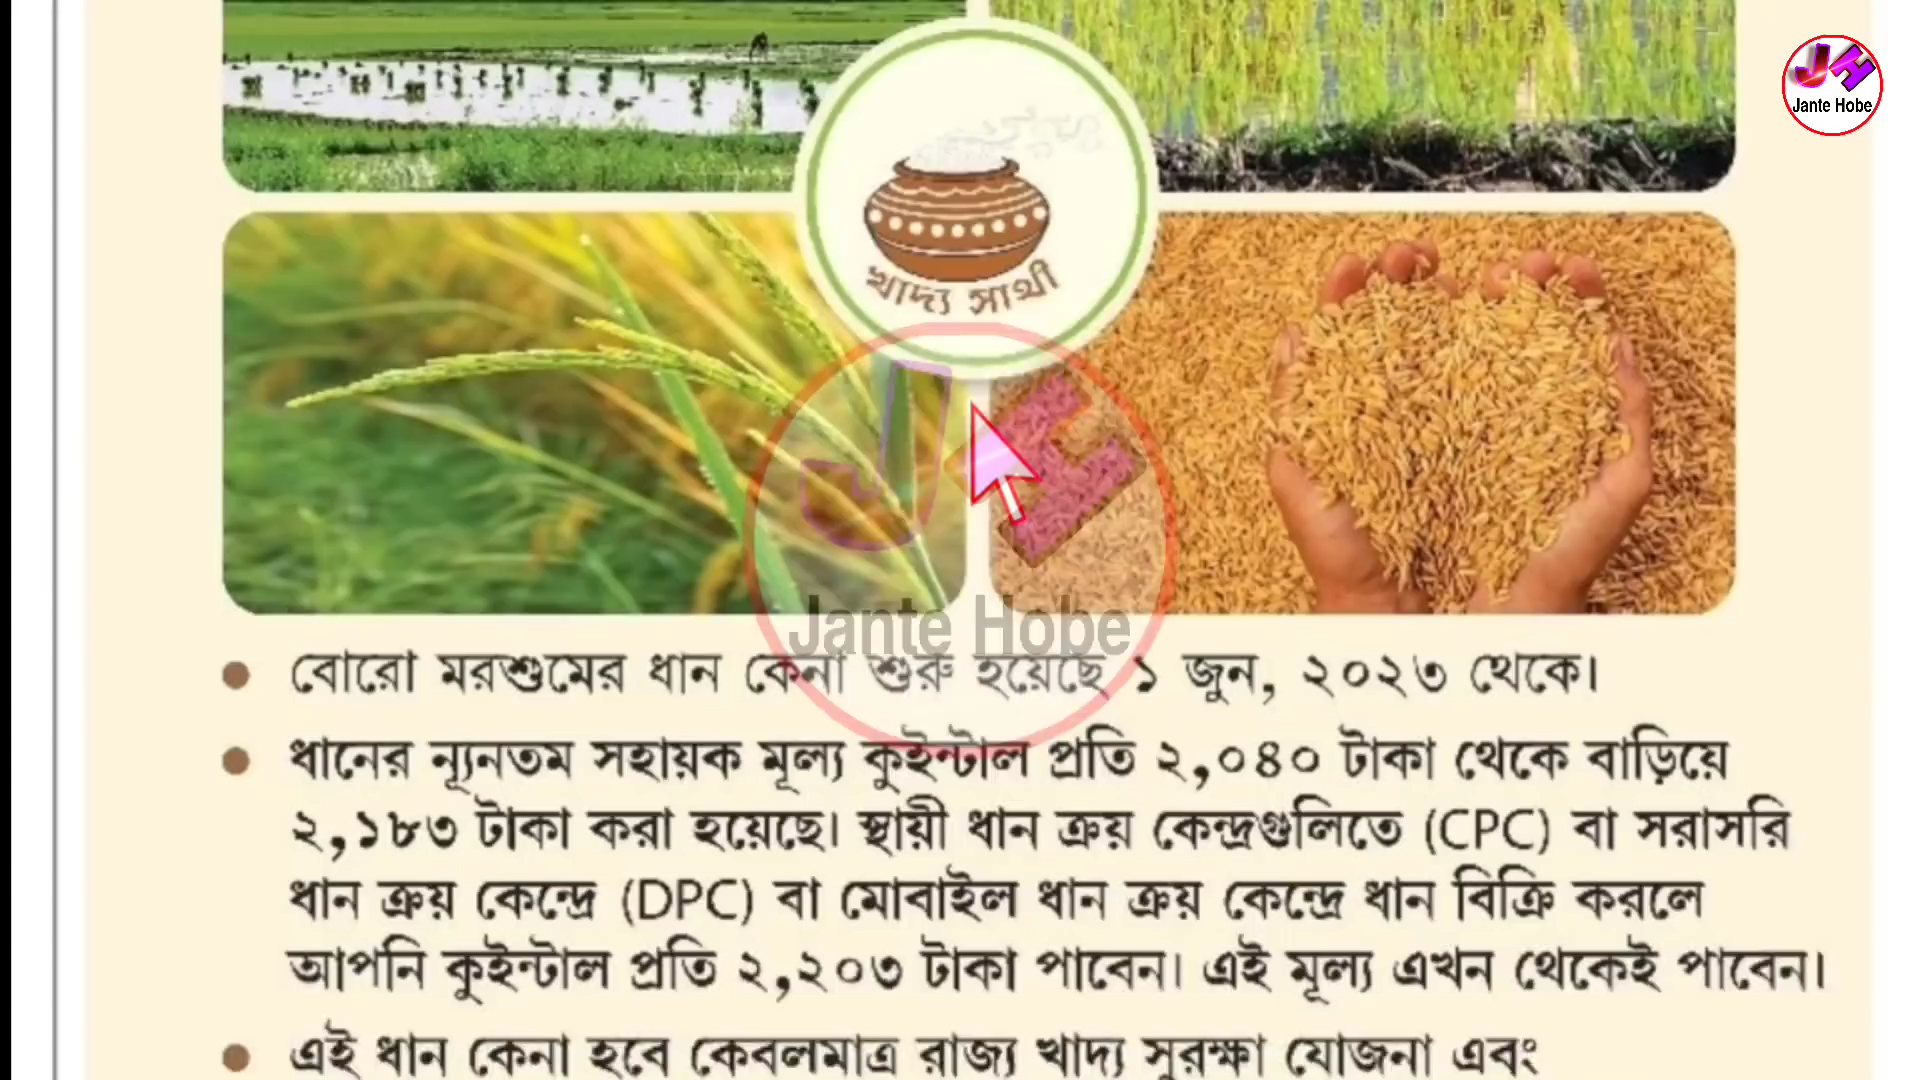 Jante Hobe
খাদ্য সাথী
Jante Hobe
বোরো মরশুমের ধান কেনা শুরু হয়েছে ১ জুন, ২০২৩ থেকে।
ধানের ন্যূনতম সহায়ক মূল্য কুইন্টাল প্রতি ২,০৪০ টাকা থেকে বাড়িয়ে
২,১৮৩ টাকা করা হয়েছে। স্থায়ী ধান ক্রয় কেন্দ্রগুলিতে (CPC) বা সরাসরি
ধান ক্রয় কেন্দ্রে (DPC) বা মোবাইল ধান ক্রয় কেন্দ্রে ধান বিক্রি করলে
আপনি কুইন্টাল প্রতি ২,২০৩ টাকা পাবেন। এই মূল্য এখন থেকেই পাবেন।
এই ধান কেনা হবে কেবলমাত্র রাজ্য খাদ্য সুরক্ষা যোজনা এবং